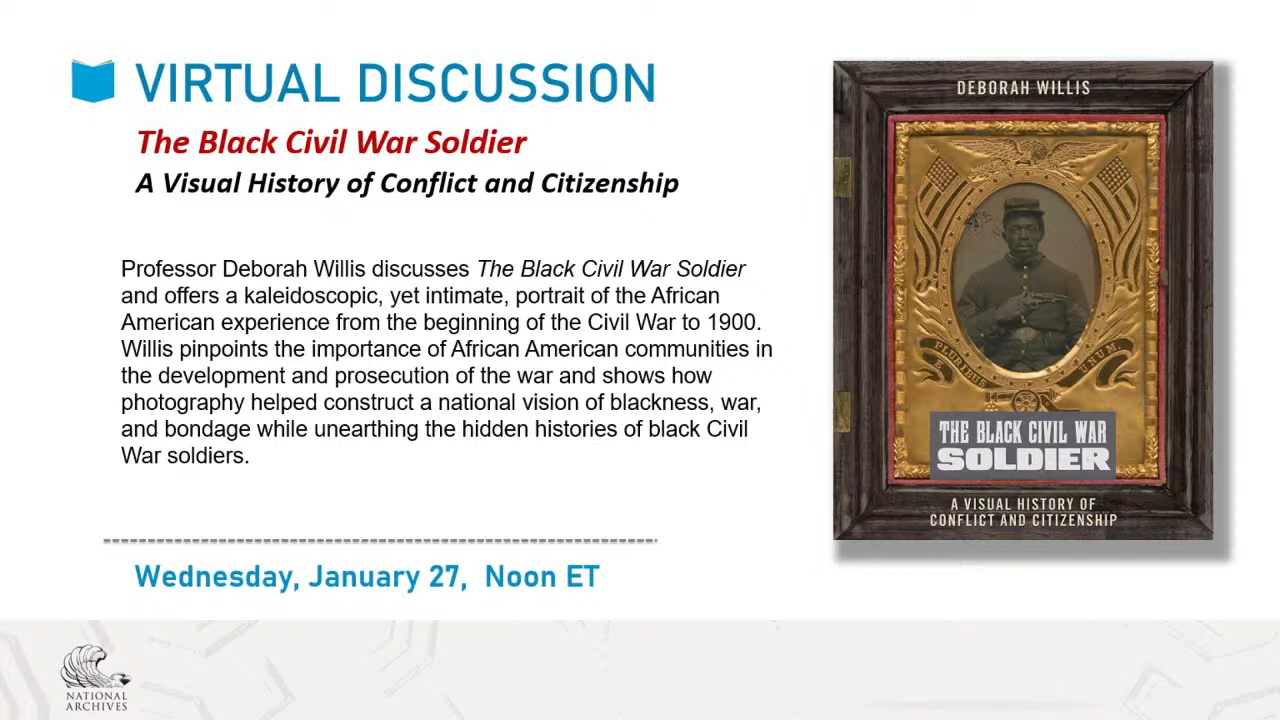 VIRTUAL DISCUSSION
The Black Civil War Soldier
A Visual History of Conflict and Citizenship
Professor Deborah Willis discusses The Black Civil War Soldier
and offers a kaleidoscopic, yet intimate, portrait of the African
American experience from the beginning of the Civil War to 1900.
Willis pinpoints the importance of African American communities in
the development and prosecution of the war and shows how
photography helped construct a national vision of blackness, war,
and bondage while unearthing the hidden histories of black Civil
War soldiers.
Wednesday, January 27, Noon ET
NATIONAL
ARCHIVES
DEBORAH WILLIS
E PLURIBUS UNUM.
THE BLACK CIVIL WAR
SOLDIER
A VISUAL HISTORY OF
CONFLICT AND CITIZENSHIP